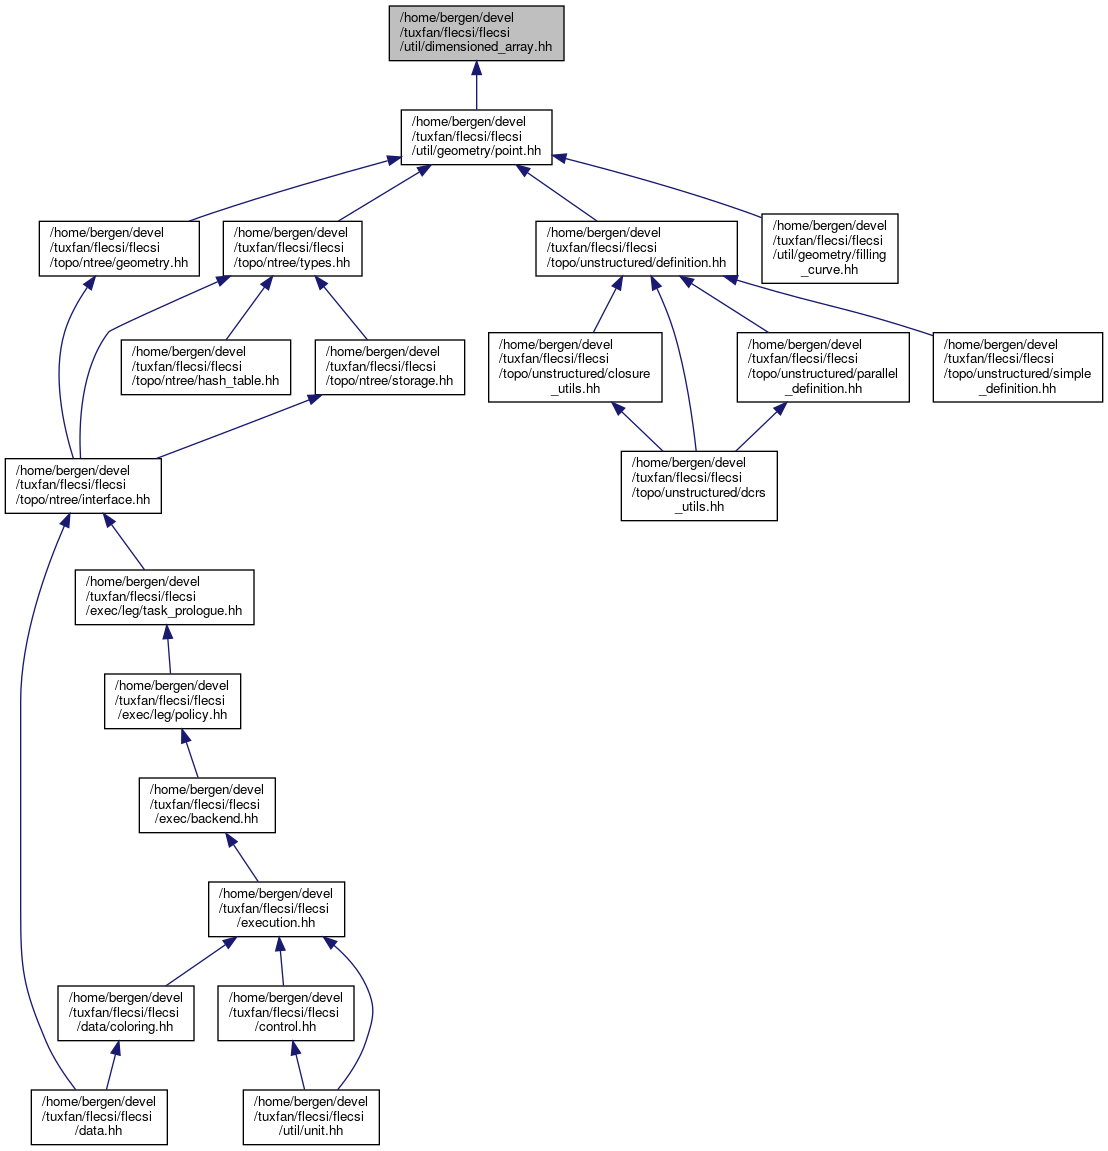 /home/bergen/devel
/tuxfan/flecsi/flecsi
/util/dimensioned_array.hh
/home/bergen/devel
/tuxfan/flecsi/flecsi
/util/geometry/point.hh
/home/bergen/devel
/tuxfan/flecsi/flecsi
/topo/ntree/geometry.hh
/home/bergen/devel
/tuxfan/flecsi/flecsi
/topo/ntree/types.hh
/home/bergen/devel
/tuxfan/flecsi/flecsi
/topo/unstructured/definition.hh
/home/bergen/devel
/tuxfan/flecsi/flecsi
/util/geometry/filling
_curve.hh
/home/bergen/devel
/tuxfan/flecsi/flecsi
/topo/ntree/hash_table.hh
/home/bergen/devel
/tuxfan/flecsi/flecsi
/topo/ntree/storage.hh
/home/bergen/devel
/tuxfan/flecsi/flecsi
/topo/unstructured/closure
_utils.hh
/home/bergen/devel
/tuxfan/flecsi/flecsi
/topo/unstructured/parallel
_definition.hh
/home/bergen/devel
/tuxfan/flecsi/flecsi
/topo/unstructured/simple
_definition.hh
/home/bergen/devel
/tuxfan/flecsi/flecsi
/topo/ntree/interface.hh
/home/bergen/devel
/tuxfan/flecsi/flecsi
/topo/unstructured/dcrs
_utils.hh
/home/bergen/devel
/tuxfan/flecsi/flecsi
/exec/leg/task_prologue.hh
/home/bergen/devel
/tuxfan/flecsi/flecsi
/exec/leg/policy.hh
/home/bergen/devel
/tuxfan/flecsi/flecsi
/exec/backend.hh
/home/bergen/devel
/tuxfan/flecsi/flecsi
/execution.hh
/home/bergen/devel
/tuxfan/flecsi/flecsi
/data/coloring.hh
/home/bergen/devel
/tuxfan/flecsi/flecsi
/control.hh
/home/bergen/devel
/tuxfan/flecsi/flecsi
/data.hh
/home/bergen/devel
/tuxfan/flecsi/flecsi
/util/unit.hh